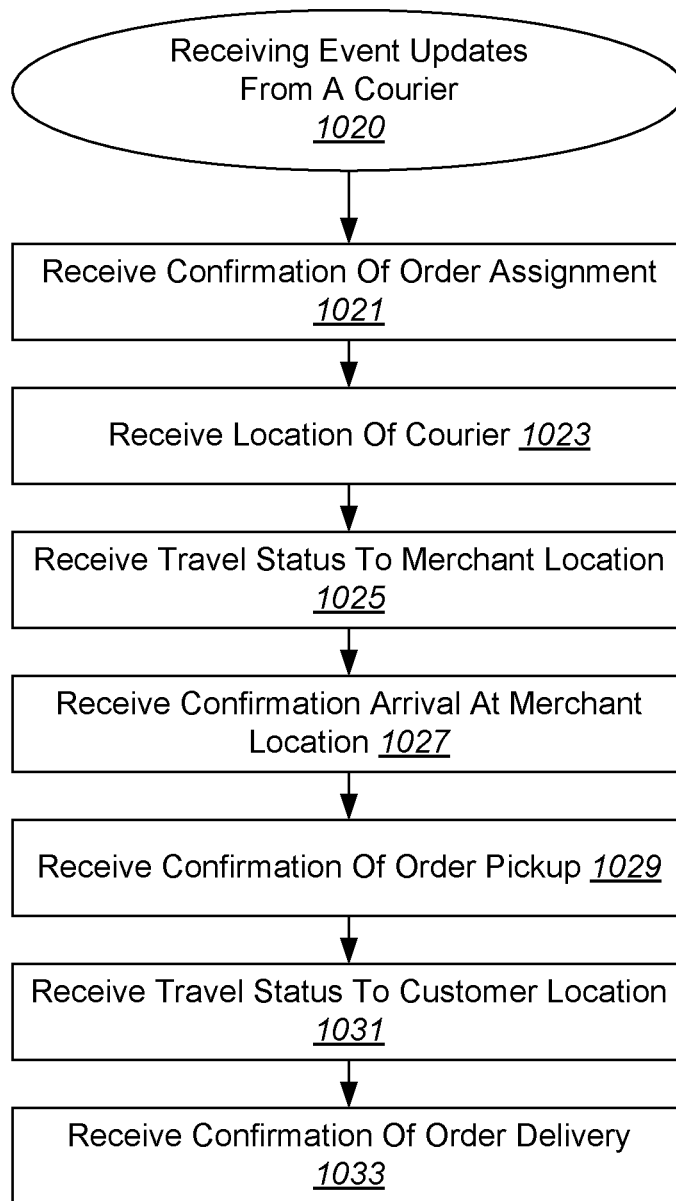 Receiving Event Updates
From A Courier
1020
Receive Confirmation Of Order Assignment
1021
Receive Location Of Courier 1023
Receive Travel Status To Merchant Location
1025
Receive Confirmation Arrival At Merchant
Location 1027
Receive Confirmation Of Order Pickup 1029
Receive Travel Status To Customer Location
1031
Receive Confirmation Of Order Delivery
1033